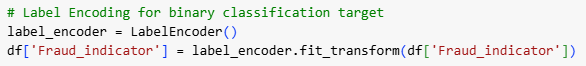 # Label Encoding for binary classification target
label_encoder = LabelEncoder()
df['Fraud_indicator'] = label_encoder.fit_transform(df['Fraud_indicator'])